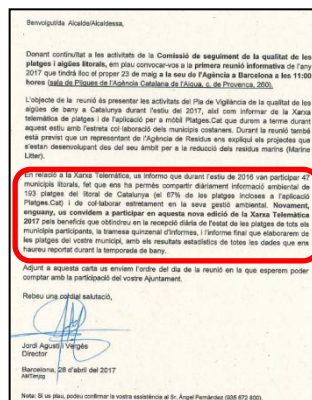 Benvolgut/da Alcalde/Alcaldessa,
Donant continuïtat a les activitats de la Comissió de seguiment de la qualitat de les
platges i aigües litorals, em plau convocar-vos a la primera reunió informativa de l'any
2017 que tindrà lloc el proper 23 de maig a la seu de l'Agència a Barcelona a les 11:00
hores (sala de Pliques de l'Agència Catalana de l'Aigua, c. de Provença, 260).
L'objecte de la reunió és presentar les activitats del Pla de Vigilància de la qualitat de les
aigües de bany a Catalunya durant l'estiu del 2017, així com informar de la Xarxa
telemàtica de platges i de l'aplicació per a mòbil Platges.Cat que durem a terme durant
aquest estiu amb l'estreta col·laboració dels municipis costaners. Durant la reunió també
està previst que un representant de l'Agència de Residus ens expliqui els projectes que
s'estan desenvolupant des del seu àmbit per a la reducció dels residus marins (Marine
Litter).
En relació a la Xarxa Telemàtica, us informo que durant l'estiu de 2016 van participar 47
municipis litorals, fet que ens ha permès compartir diàriament informació ambiental de
193 platges del litoral de Catalunya (el 67% de les platges incloses a l'aplicació
Platges.Cat) i de col·laborar estretament en la seva gestió ambiental. Novament,
enguany, us convidem a participar en aquesta nova edició de la Xarxa Telemàtica
2017 pels beneficis que obtindreu en la recepció diària de l'estat de les platges de tots els
municipis participants, la tramesa quinzenal d'informes, i l'informe final que elaborarem de
les platges del vostre municipi, amb els resultats estadístics de totes les dades que ens
haureu reportat durant la temporada de bany.
Adjunt a aquesta carta us enviem l'ordre del dia de la reunió en la que esperem poder
comptar amb la participació del vostre Ajuntament.
Rebeu una cordial salutació,
Jordi Agustí i Vergés
Director
Barcelona, 26 d'abril del 2017
Nota: Si us plau, podeu confirmar la vostra assistència al Sr. Ángel Fernández (935 672 800).